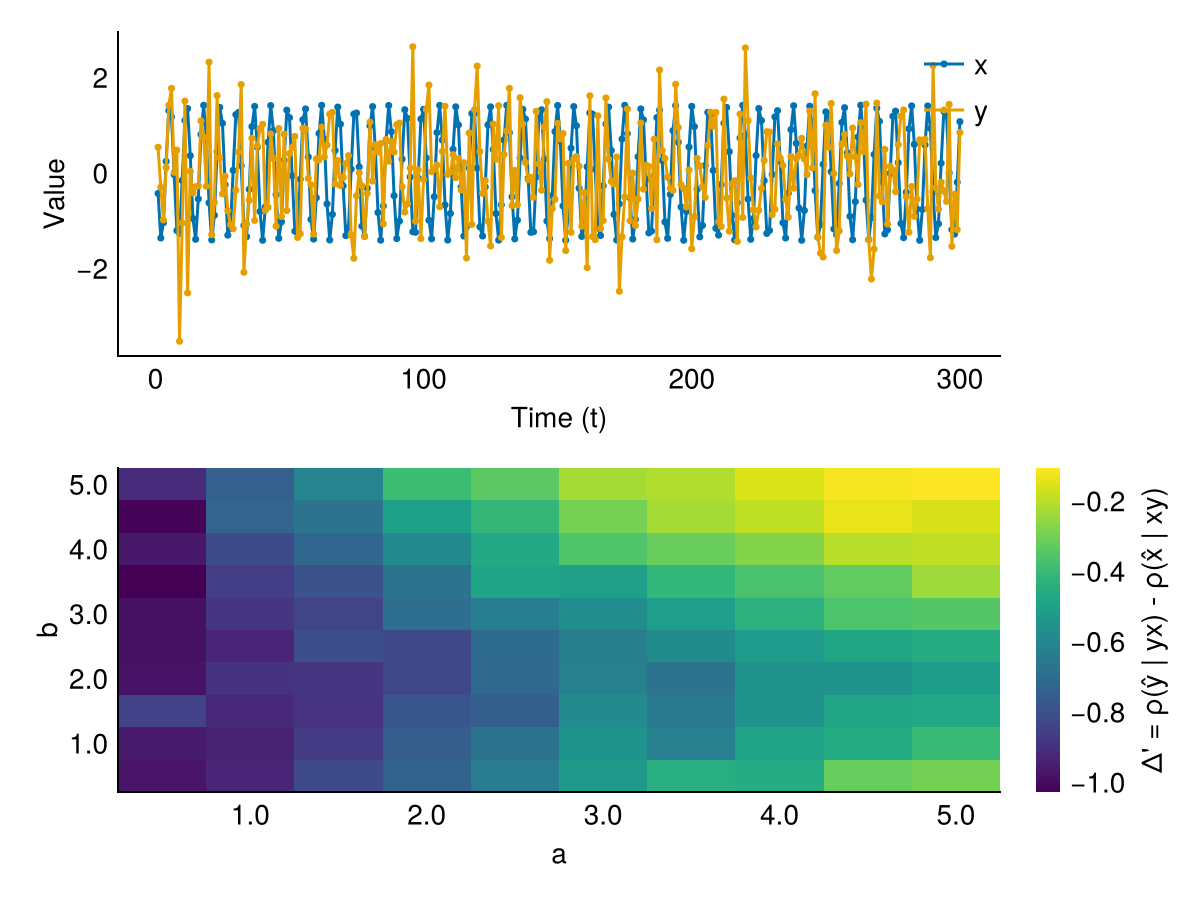 x
y
Value
2
0
−2
0 100 200 300
Time (t)
5.0
4.0
3.0
2.0
1.0
b
1.0 2.0 3.0 4.0 5.0
a
−0.2
−0.4
−0.6
−0.8
−1.0
Δ' = ρ(ŷ | yx) - ρ(x̂ | xy)